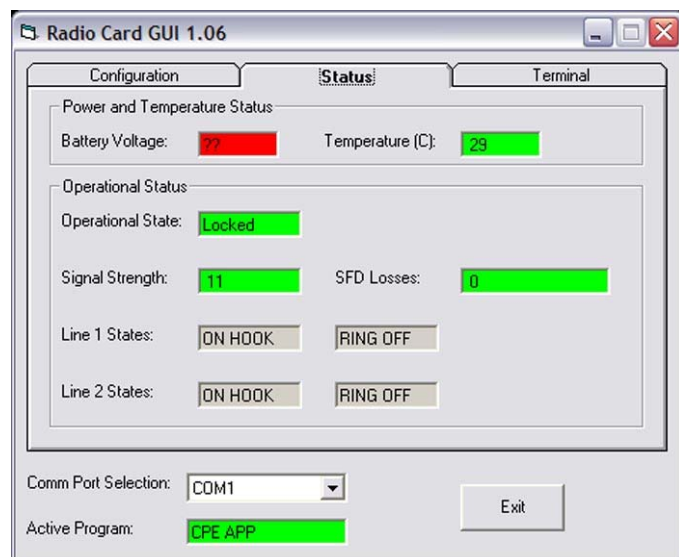 Radio Card GUI 1.06
Configuration Status Terminal
Power and Temperature Status
Battery Voltage: ?? Temperature (C): 29
Operational Status
Operational State: Locked
Signal Strength: 11 SFD Losses: 0
Line 1 States: ON HOOK RING OFF
Line 2 States: ON HOOK RING OFF
Comm Port Selection: COM1
Exit
Active Program: CPE APP